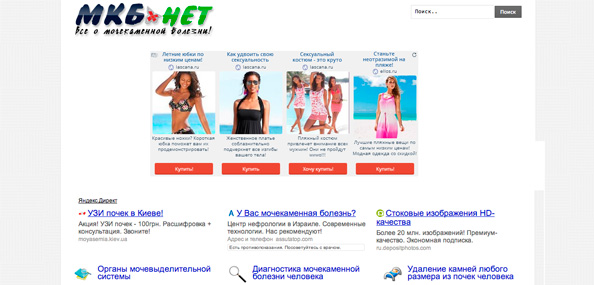 МКБ НЕТ
все о мочекаменной болезни!
Поиск..
Поиск
Летние юбки по
низким ценам!
lascana.ru
Как удвоить свою
сексуальность
lascana.ru
Сексуальный
костюм - это круто
lascana.ru
Станьте
неотразимой на
пляже!
ellos.ru
Красивые ножки? Короткая
юбка поможет вам их
продемонстрировать!
Женственное платье
соблазнительно
подчеркнет все изгибы
вашего тела!
Пляжный костюм
привлечет внимание всех
мужчин! Они не пройдут
мимо!!!
Лучшие пляжные вещи по
самым низким ценам!
Модная одежда со скидкой!
Купить!
Купить
Хочу купить!
Купить!
Яндекс.Директ
УЗИ почек в Киеве!
Акция! УЗИ почек - 100грн. Расшифровка +
консультация. Звоните!
moyasemia.kiev.ua
У Вас мочекаменная болезнь?
Центр нефрологии в Израиле. Современные
технологии. Нас рекомендуют!
Адрес и телефон assutatop.com
Есть противопоказания. Посоветуйтесь с врачом.
Стоковые изображения HD-
качества
Более 20 млн. изображений! Премиум-
качество. Экономная подписка.
ru.depositphotos.com
Органы мочевыделительной
системы
Диагностика мочекаменной
болезни человека
Удаление камней любого
размера из почек человека